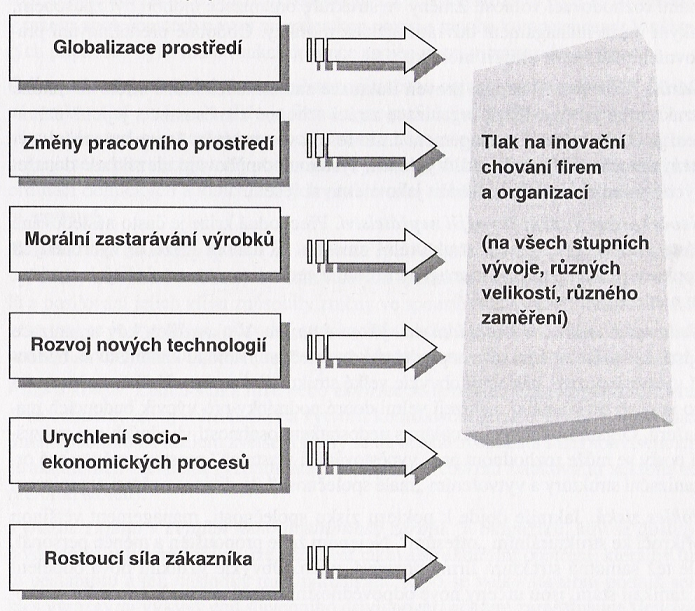 Globalizace prostředí
Změny pracovního prostředí
Morální zastarávání výrobků
Rozvoj nových technologií
Urychlení socio-
ekonomických procesů
Rostoucí síla zákazníka
Tlak na inovační
chování firem
a organizací
(na všech stupních
vývoje, různých
velikostí, různého
zaměření)